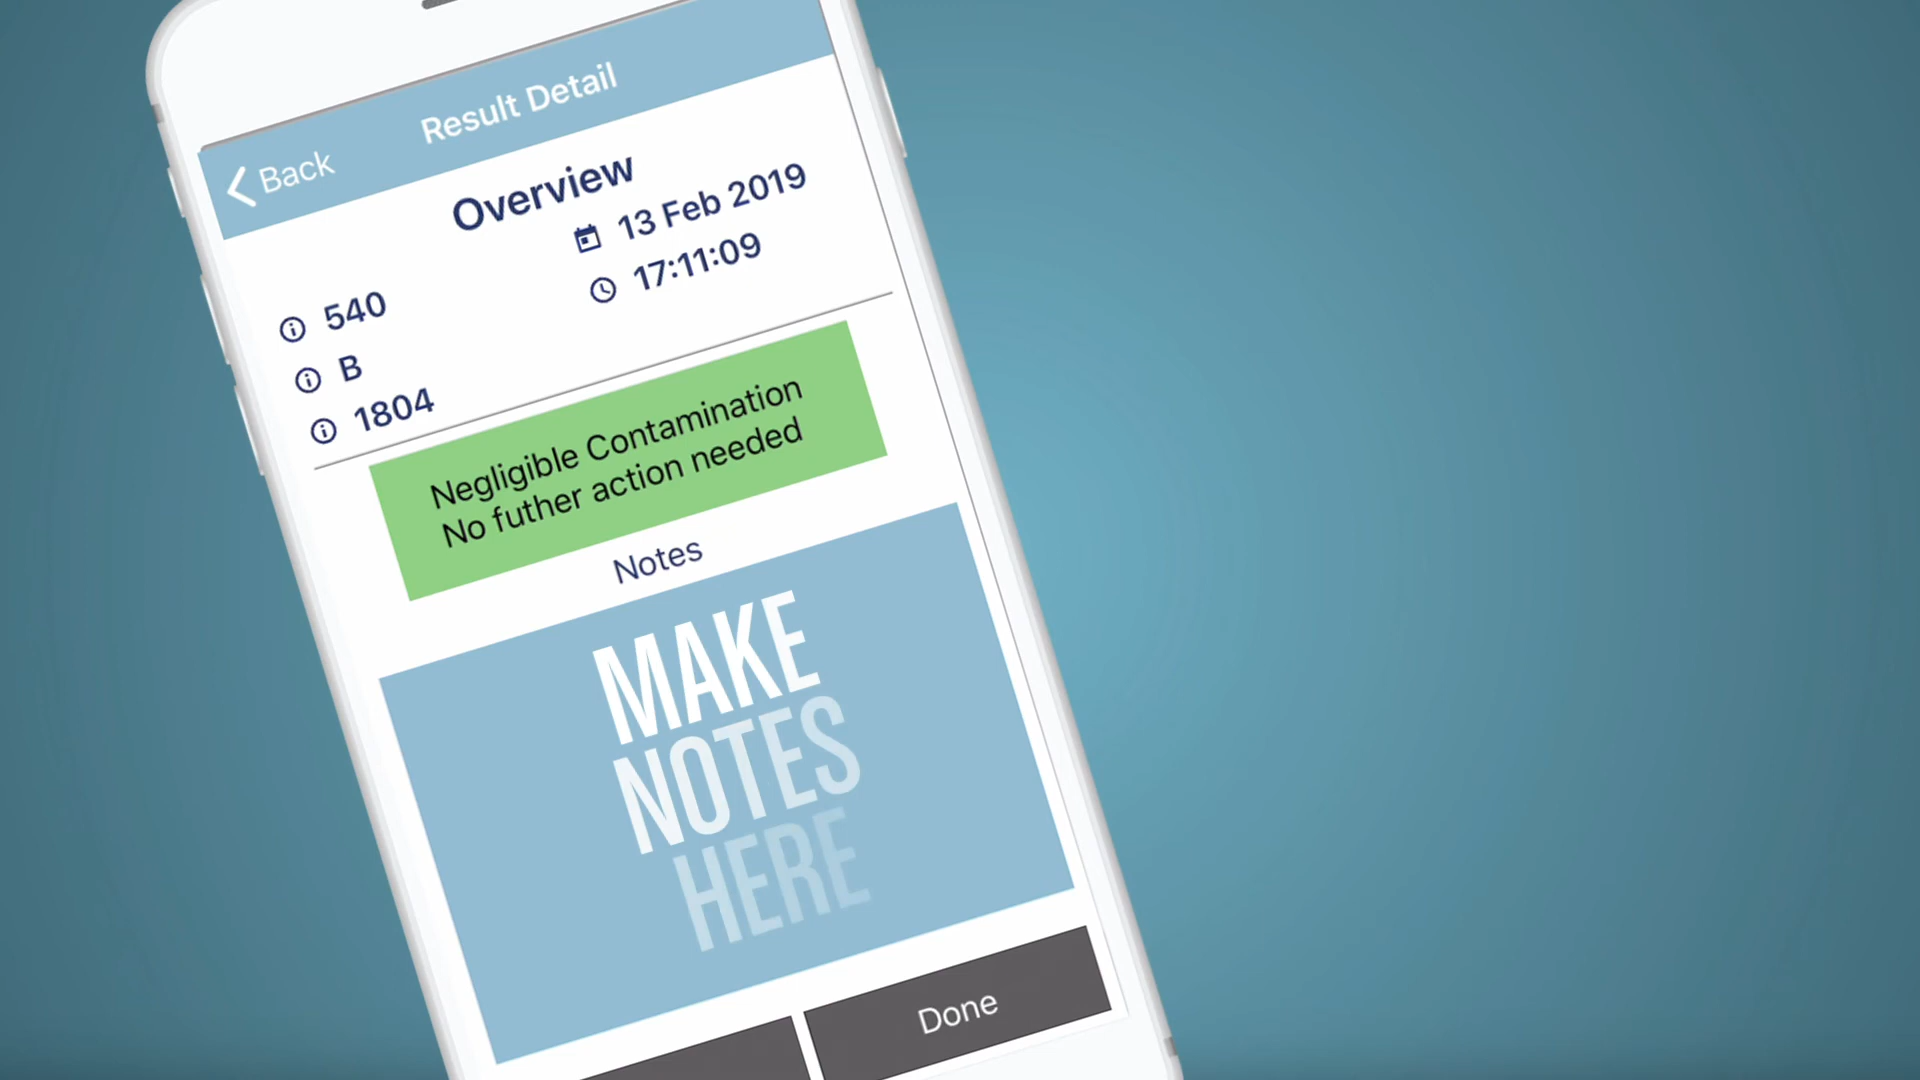 Result Detail
Back
Overview
13 Feb 2019
17:11:09
540
B
1804
Negligible Contamination
No futher action needed
Notes
MAKE
NOTES
HERE
Done